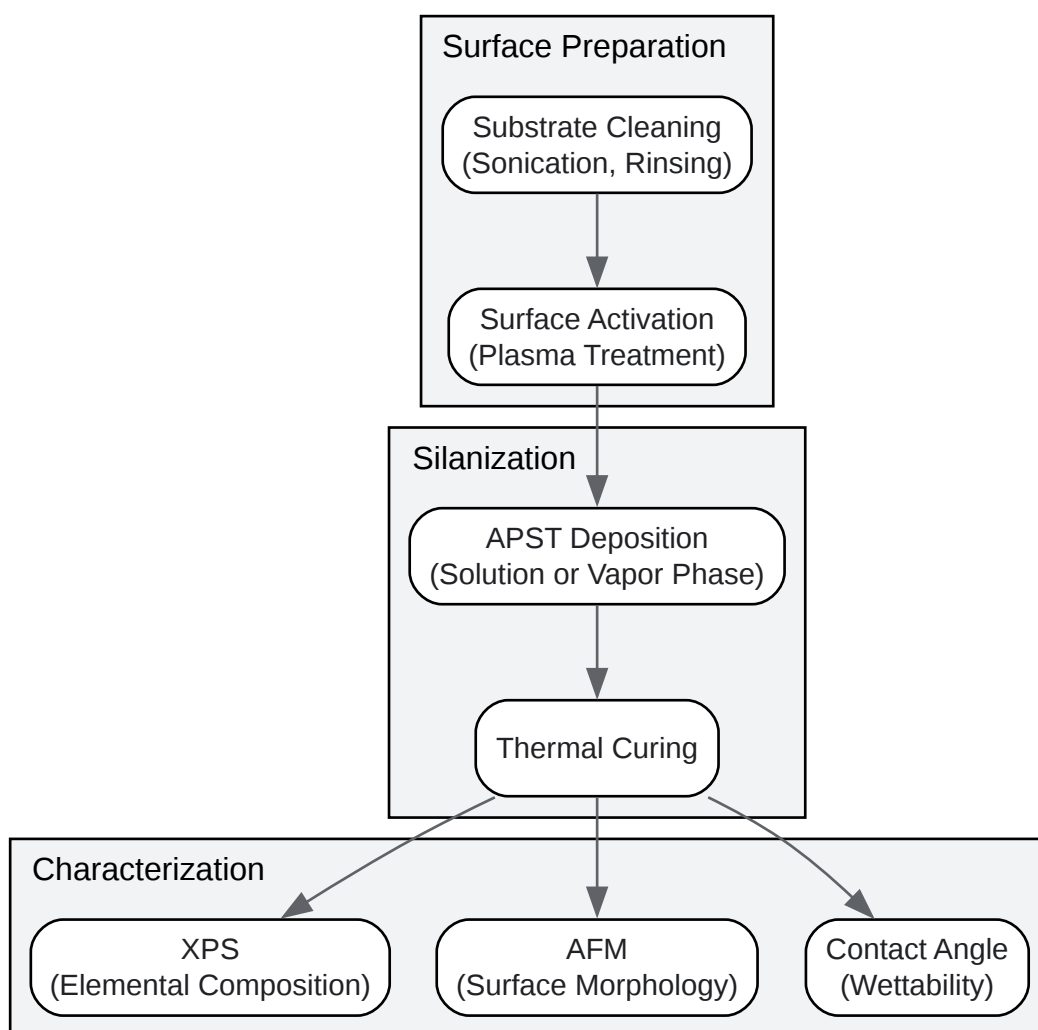 Surface Preparation
Substrate Cleaning
(Sonication, Rinsing)
Surface Activation
(Plasma Treatment)
Silanization
APST Deposition
(Solution or Vapor Phase)
Thermal Curing
Characterization
XPS
(Elemental Composition)
AFM
(Surface Morphology)
Contact Angle
(Wettability)